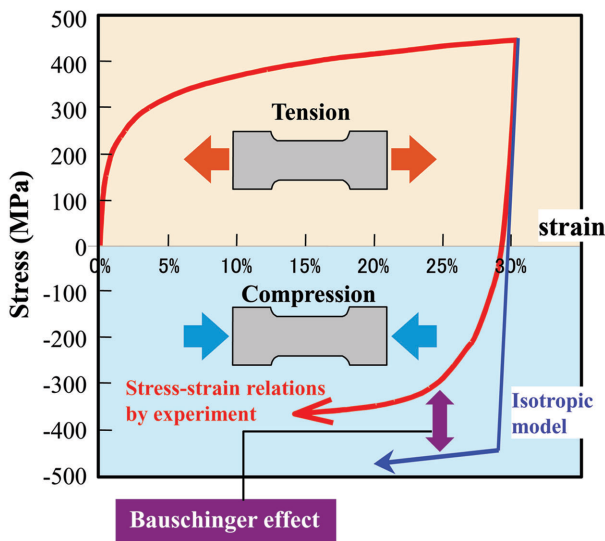 500
400
300
200
100
0
-100
-200
-300
-400
-500
Stress (MPa)
0% 5% 10% 15% 20% 25% 30%
strain
Tension
Compression
Stress-strain relations
by experiment
Isotropic
model
Bauschinger effect